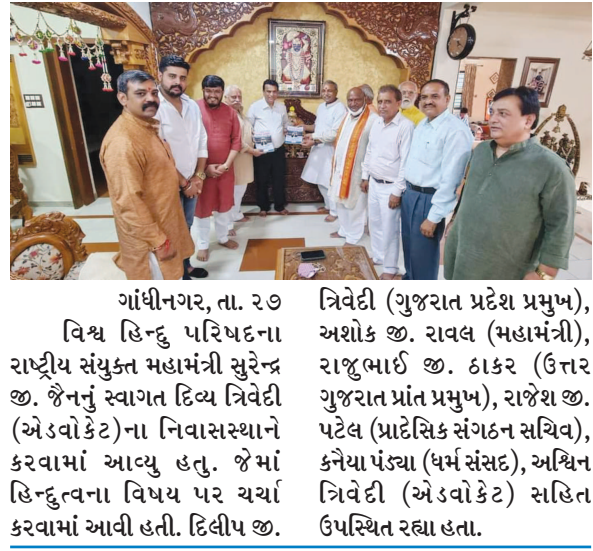 ગાંધીનગર, તા. ૨૭
વિશ્વ હિન્દુ પરિષદના
રાષ્ટ્રીય સંયુક્ત મહામંત્રી સુરેન્દ્ર
જી. જૈનનું સ્વાગત દિવ્ય ત્રિવેદી
(એડવોકેટ)ના નિવાસસ્થાને
કરવામાં આવ્યુ હતુ. જેમાં
હિન્દુત્વના વિષય પર ચર્ચા
કરવામાં આવી હતી. દિલીપ જી.
ત્રિવેદી (ગુજરાત પ્રદેશ પ્રમુખ),
અશોક જી. રાવલ (મહામંત્રી),
રાજુભાઈ જી. ઠાકર (ઉત્તર
ગુજરાત પ્રાંત પ્રમુખ), રાજેશ જી.
પટેલ (પ્રાદેસિક સંગઠન સચિવ),
કનૈયા પંડ્યા (ધર્મ સંસદ), અશ્વિન
ત્રિવેદી (એડવોકેટ) સહિત
ઉપસ્થિત રહ્યા હતા.